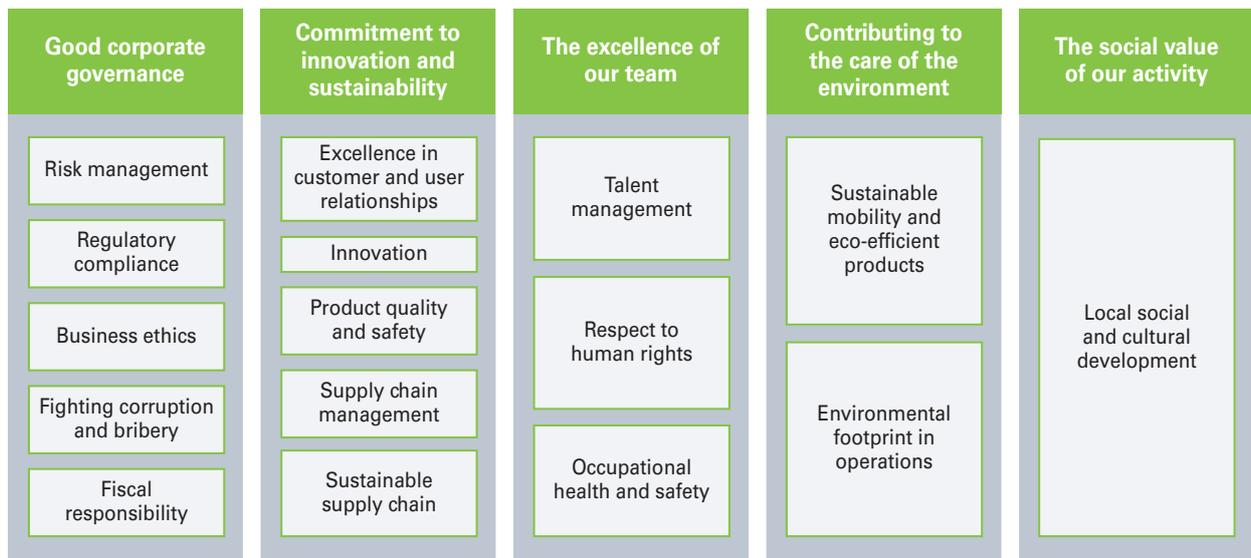 Good corporate
governance
Risk management
Regulatory
compliance
Business ethics
Fighting corruption
and bribery
Fiscal
responsibility
Commitment to
innovation and
sustainability
Excellence in
customer and user
relationships
Innovation
Product quality
and safety
Supply chain
management
Sustainable
supply chain
The excellence of
our team
Talent
management
Respect to
human rights
Occupational
health and safety
Contributing to
the care of the
environment
Sustainable
mobility and
eco-efficient
products
Environmental
footprint in
operations
The social value
of our activity
Local social
and cultural
development